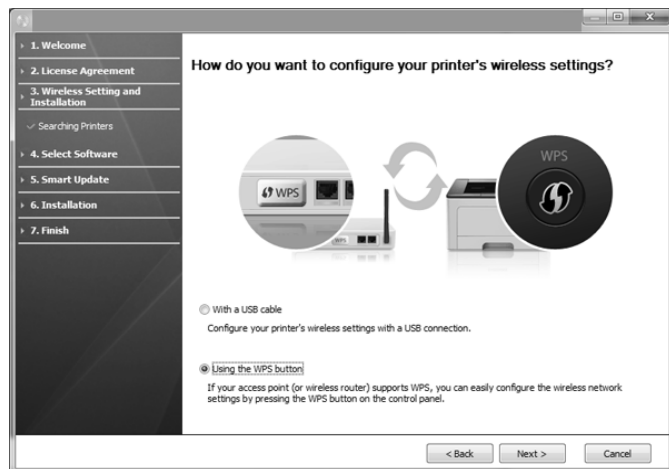 1. Welcome
2. License Agreement
3. Wireless Setting and
Installation
Searching Printers
4. Select Software
5. Smart Update
6. Installation
7. Finish
How do you want to configure your printer's wireless settings?
WPS
WPS
WPS
With a USB cable
Configure your printer's wireless settings with a USB connection.
Using the WPS button
If your access point (or wireless router) supports WPS, you can easily configure the wireless network
settings by pressing the WPS button on the control panel.
< Back
Next >
Cancel